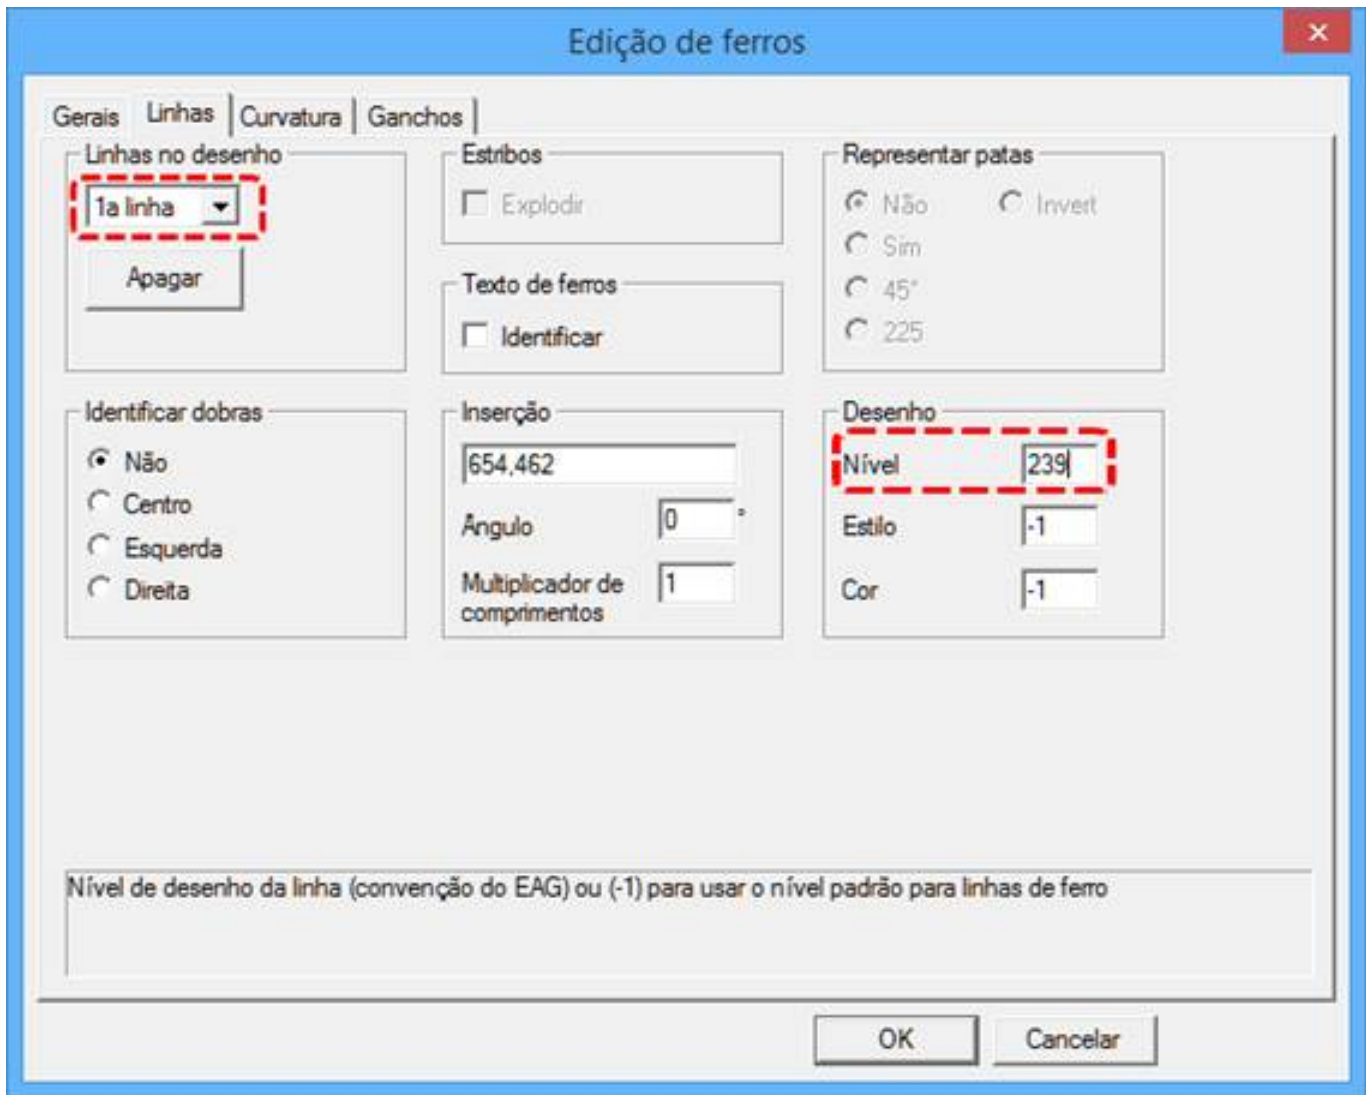 Edição de ferros
Gerais Linhas Curvatura Ganchos
Linhas no desenho
1a linha
Apagar
Estribos
Explodir
Texto de ferros
Identificar
Representar patas
Não Invert
Sim
45°
225
Identificar dobras
Não
Centro
Esquerda
Direita
Inserção
654,462
Ângulo 0 °
Multiplicador de 1
comprimentos
Desenho
Nível 239
Estilo -1
Cor -1
Nível de desenho da linha (convenção do EAG) ou (-1) para usar o nível padrão para linhas de ferro
OK Cancelar